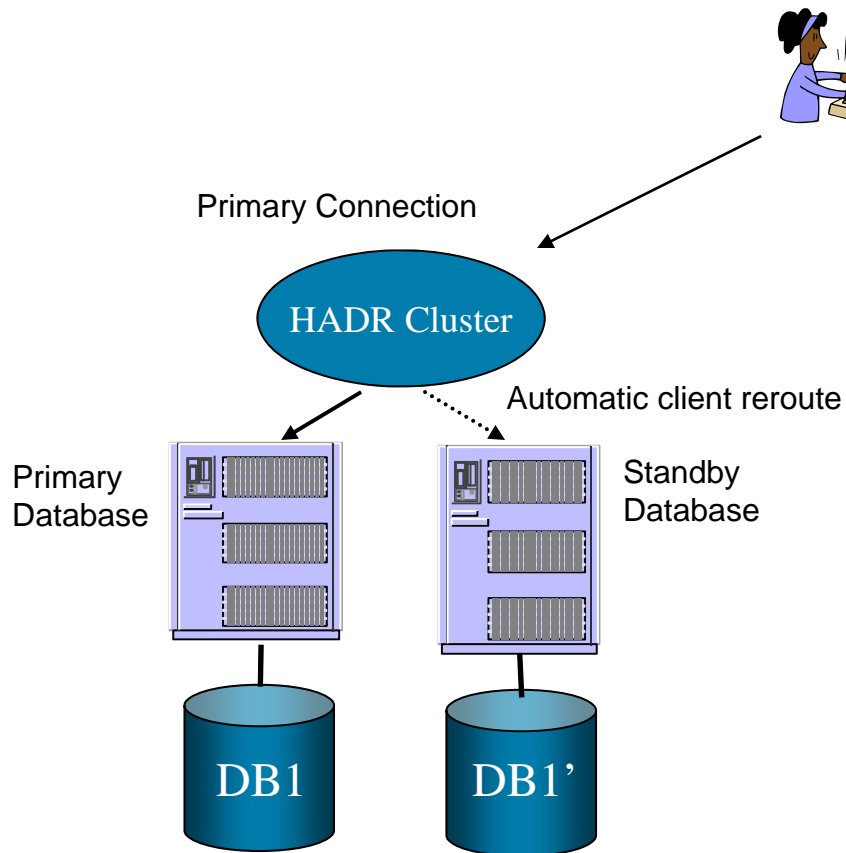 Primary Connection
HADR Cluster
Automatic client reroute
Primary
Database
Standby
Database
DB1
DB1’